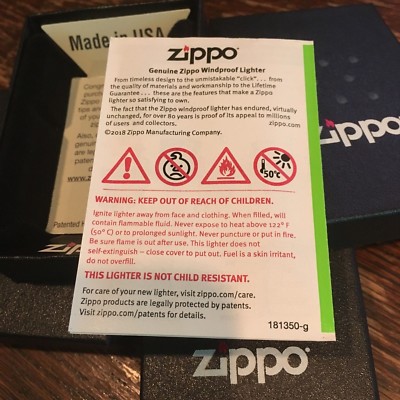 Made in USA
zippo
Genuine Zippo Windproof Lighter
From timeless design to the unmistakable "click"... from
the quality of materials and workmanship to the Lifetime
Guarantee... these are the features that make a Zippo
lighter so satisfying to own.
The fact that the Zippo windproof lighter has endured, virtually
unchanged, for over 80 years is proof of its appeal to millions
of users and collectors.
zippo.com
©2018 Zippo Manufacturing Company.
50°C
WARNING: KEEP OUT OF REACH OF CHILDREN.
Ignite lighter away from face and clothing. When filled, will
contain flammable fluid. Never expose to heat above 122° F
(50° C) or to prolonged sunlight. Never puncture or put in fire.
Be sure flame is out after use. This lighter does not
self-extinguish – close cover to put out. Fuel is a skin irritant,
do not overfill.
THIS LIGHTER IS NOT CHILD RESISTANT.
For care of your new lighter, visit zippo.com/care.
Zippo products are legally protected by patents.
Visit zippo.com/patents for details.
181350-g
Patented
zippo
zippo